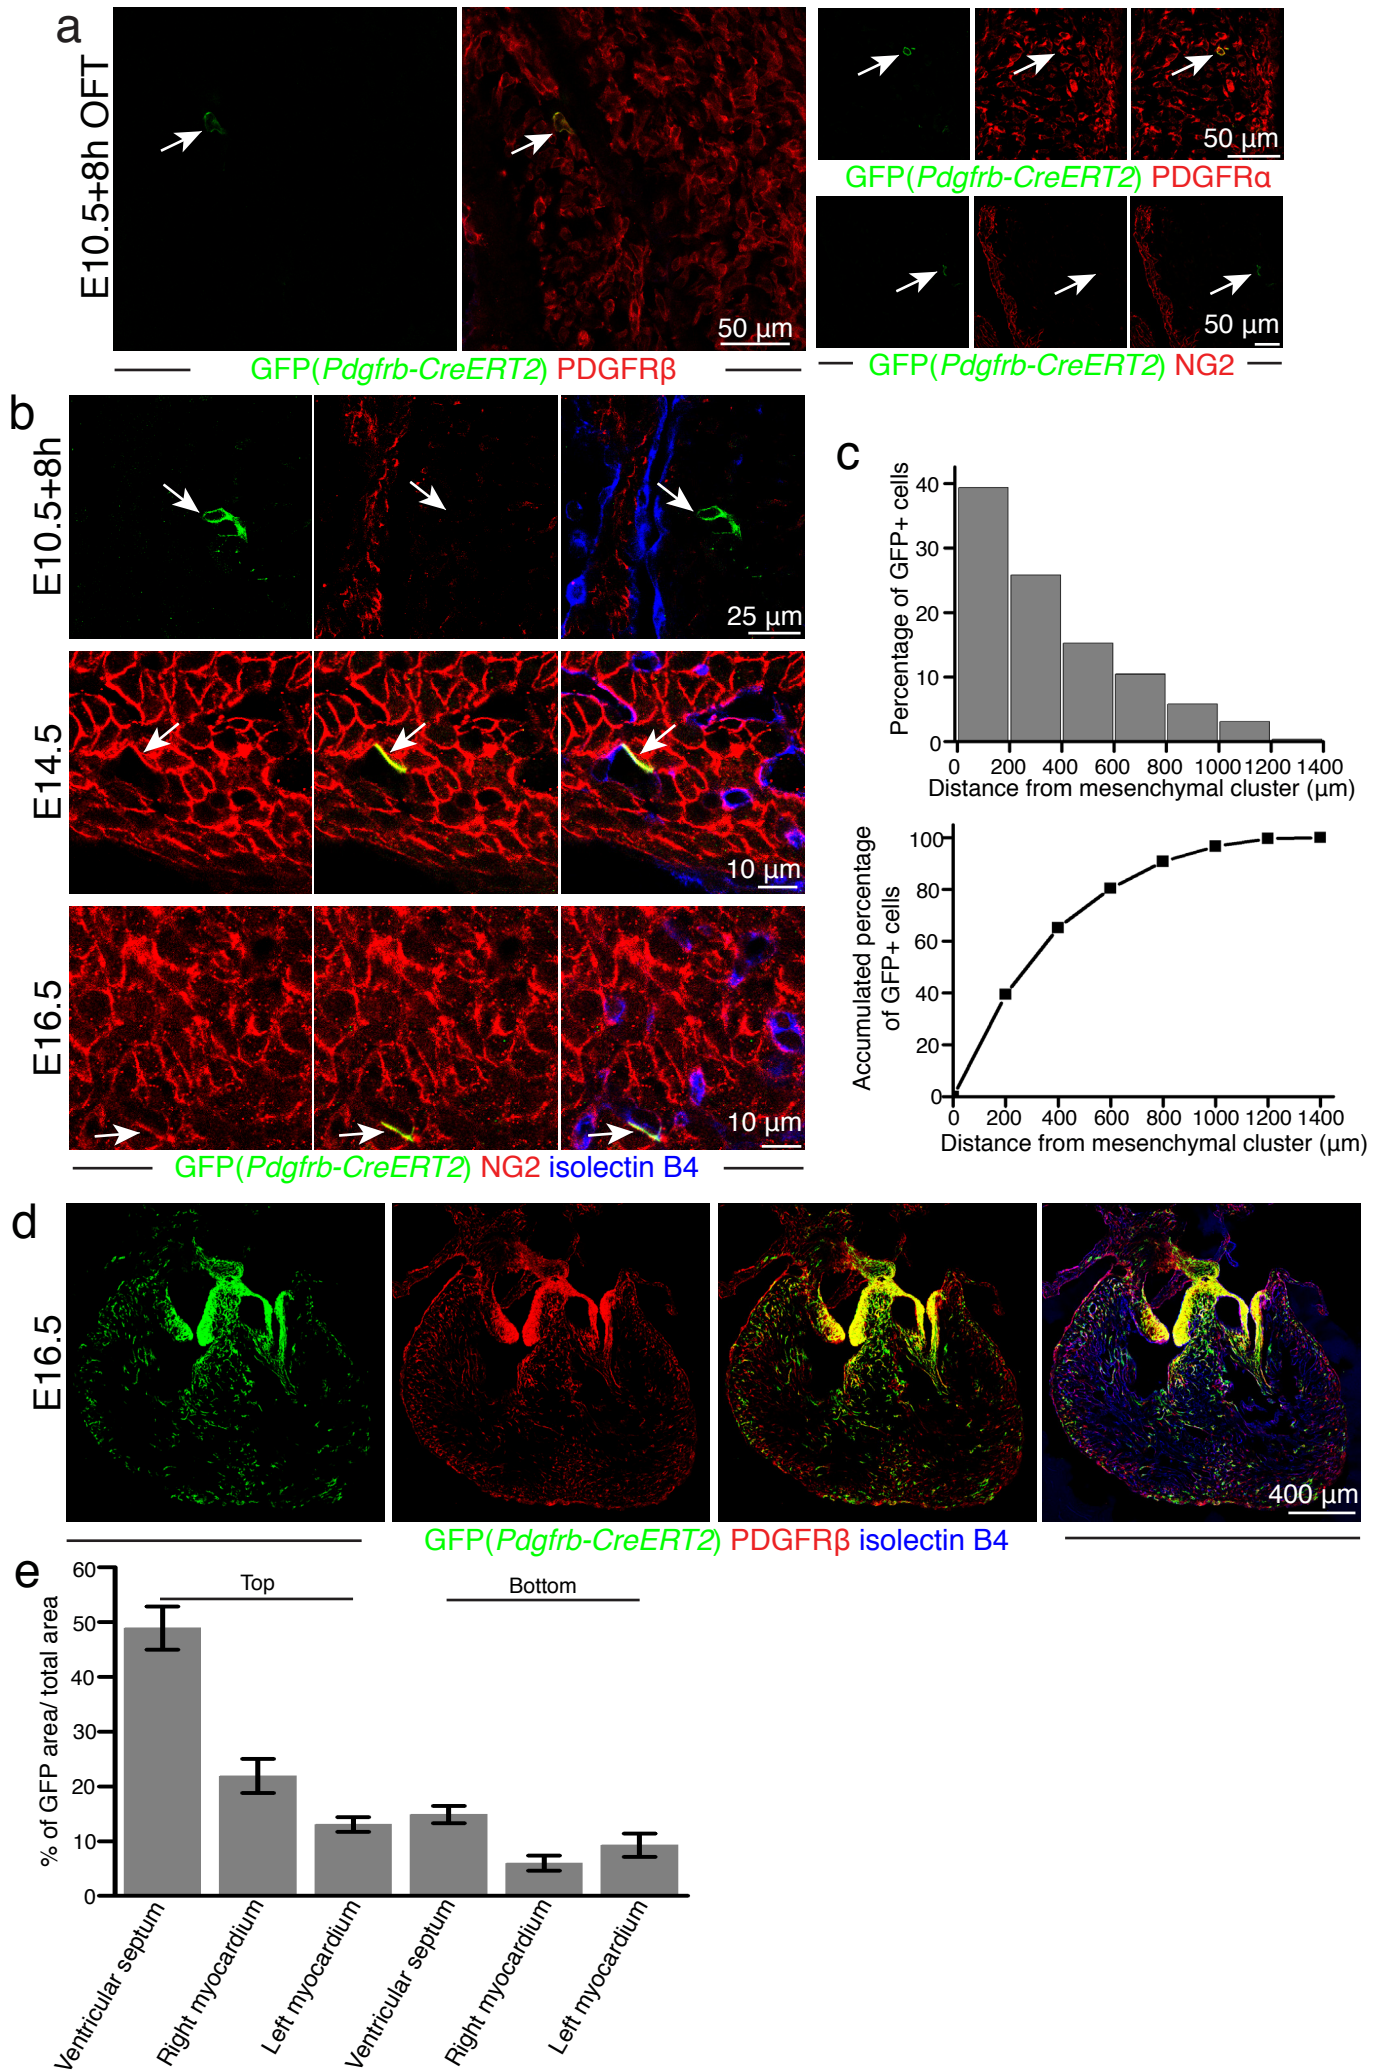 a
E10.5+8h OFT
50 µm
GFP(Pdgfrb-CreERT2) PDGFRβ
50 µm
GFP(Pdgfrb-CreERT2) PDGFRα
50 µm
GFP(Pdgfrb-CreERT2) NG2
b
E10.5+8h
25 µm
E14.5
10 µm
E16.5
10 µm
GFP(Pdgfrb-CreERT2) NG2 isolectin B4
c
Percentage of GFP+ cells
40
30
20
10
0
0 200 400 600 800 1000 1200 1400
Distance from mesenchymal cluster (µm)
Accumulated percentage
of GFP+ cells
100
80
60
40
20
0
0 200 400 600 800 1000 1200 1400
Distance from mesenchymal cluster (µm)
d
E16.5
400 µm
GFP(Pdgfrb-CreERT2) PDGFRβ isolectin B4
e
% of GFP area/ total area
60
50
40
30
20
10
0
Top
Bottom
Ventricular septum
Right myocardium
Left myocardium
Ventricular septum
Right myocardium
Left myocardium